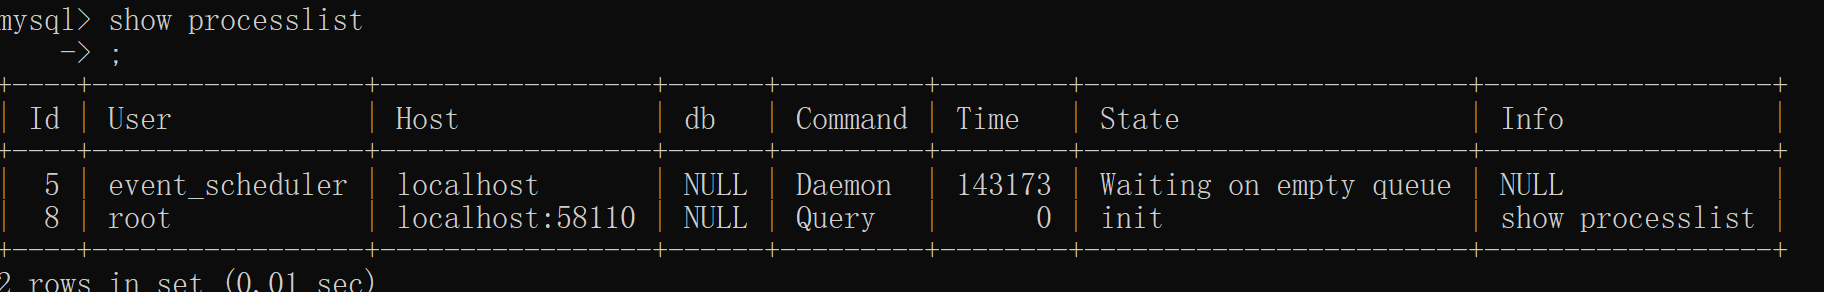 mysql> show processlist
    -> ;
+----+-----------------+-----------------+------+---------+--------+------------------------+------------------+
| Id | User            | Host            | db   | Command | Time   | State                  | Info             |
+----+-----------------+-----------------+------+---------+--------+------------------------+------------------+
|  5 | event_scheduler | localhost       | NULL | Daemon  | 143173 | Waiting on empty queue | NULL             |
|  8 | root            | localhost:58110 | NULL | Query   |      0 | init                   | show processlist |
+----+-----------------+-----------------+------+---------+--------+------------------------+------------------+
2 rows in set (0.01 sec)